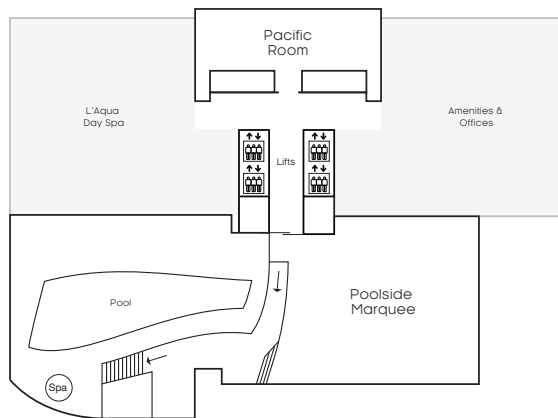 Pacific
Room
L'Aqua
Day Spa
Amenities &
Offices
Lifts
Pool
Poolside
Marquee
Spa